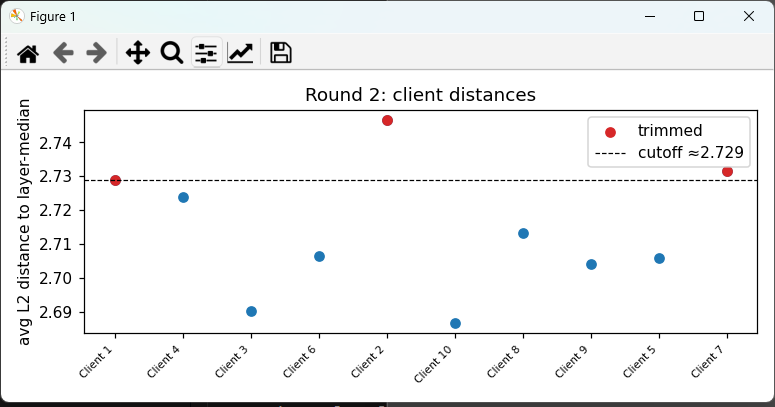 Figure 1
Round 2: client distances
avg L2 distance to layer-median
2.74
2.73
2.72
2.71
2.70
2.69
trimmed
cutoff ≈2.729
Client 1
Client 4
Client 3
Client 6
Client 2
Client 10
Client 8
Client 9
Client 5
Client 7